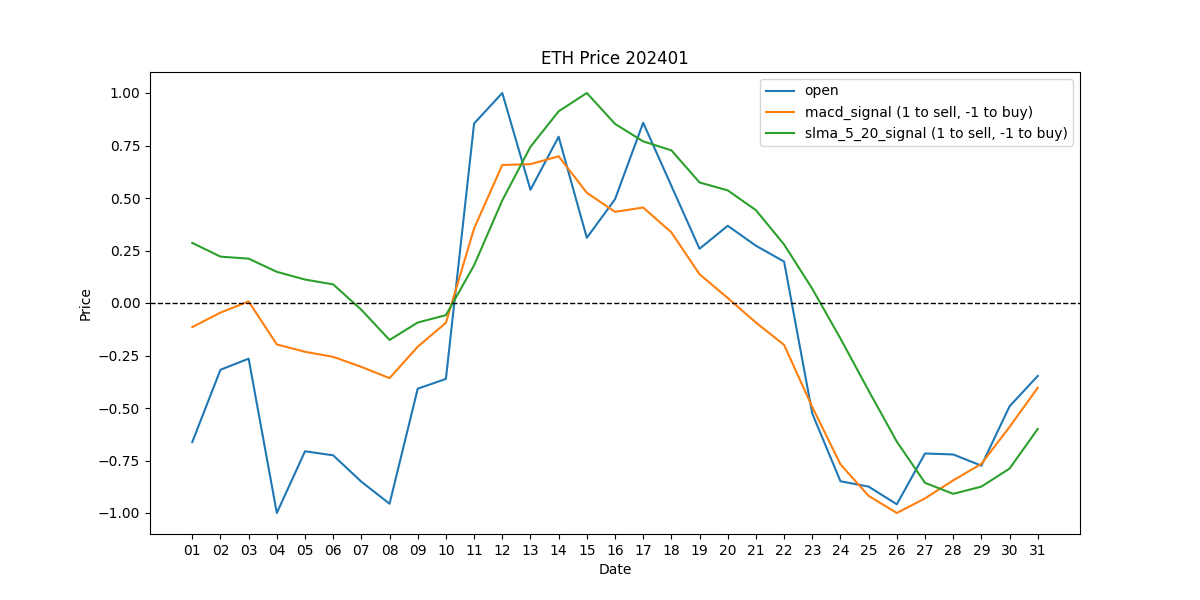 ETH Price 202401
open
macd_signal (1 to sell, -1 to buy)
slma_5_20_signal (1 to sell, -1 to buy)
1.00
0.75
0.50
0.25
0.00
−0.25
−0.50
−0.75
−1.00
Price
01 02 03 04 05 06 07 08 09 10 11 12 13 14 15 16 17 18 19 20 21 22 23 24 25 26 27 28 29 30 31
Date